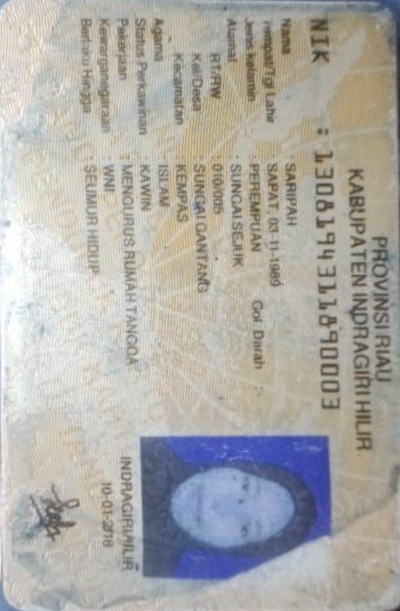 PROVINSI RIAU
KABUPATEN INDRAGIRI HILIR
NIK : 1308194311890003
Nama : SARIPAH
Tempat/Tgl Lahir : SAPAT, 03-11-1989
Jenis kelamin : PEREMPUAN Gol. Darah : -
Alamat : SUNGAI SEJUK
RT/RW : 010/005
Kel/Desa : SUNGAI GANTANG
Kecamatan : KEMPAS
Agama : ISLAM
Status Perkawinan : KAWIN
Pekerjaan : MENGURUS RUMAH TANGGA
Kewarganegaraan : WNI
Berlaku Hingga : SEUMUR HIDUP
INDRAGIRI HILIR
10-01-2018